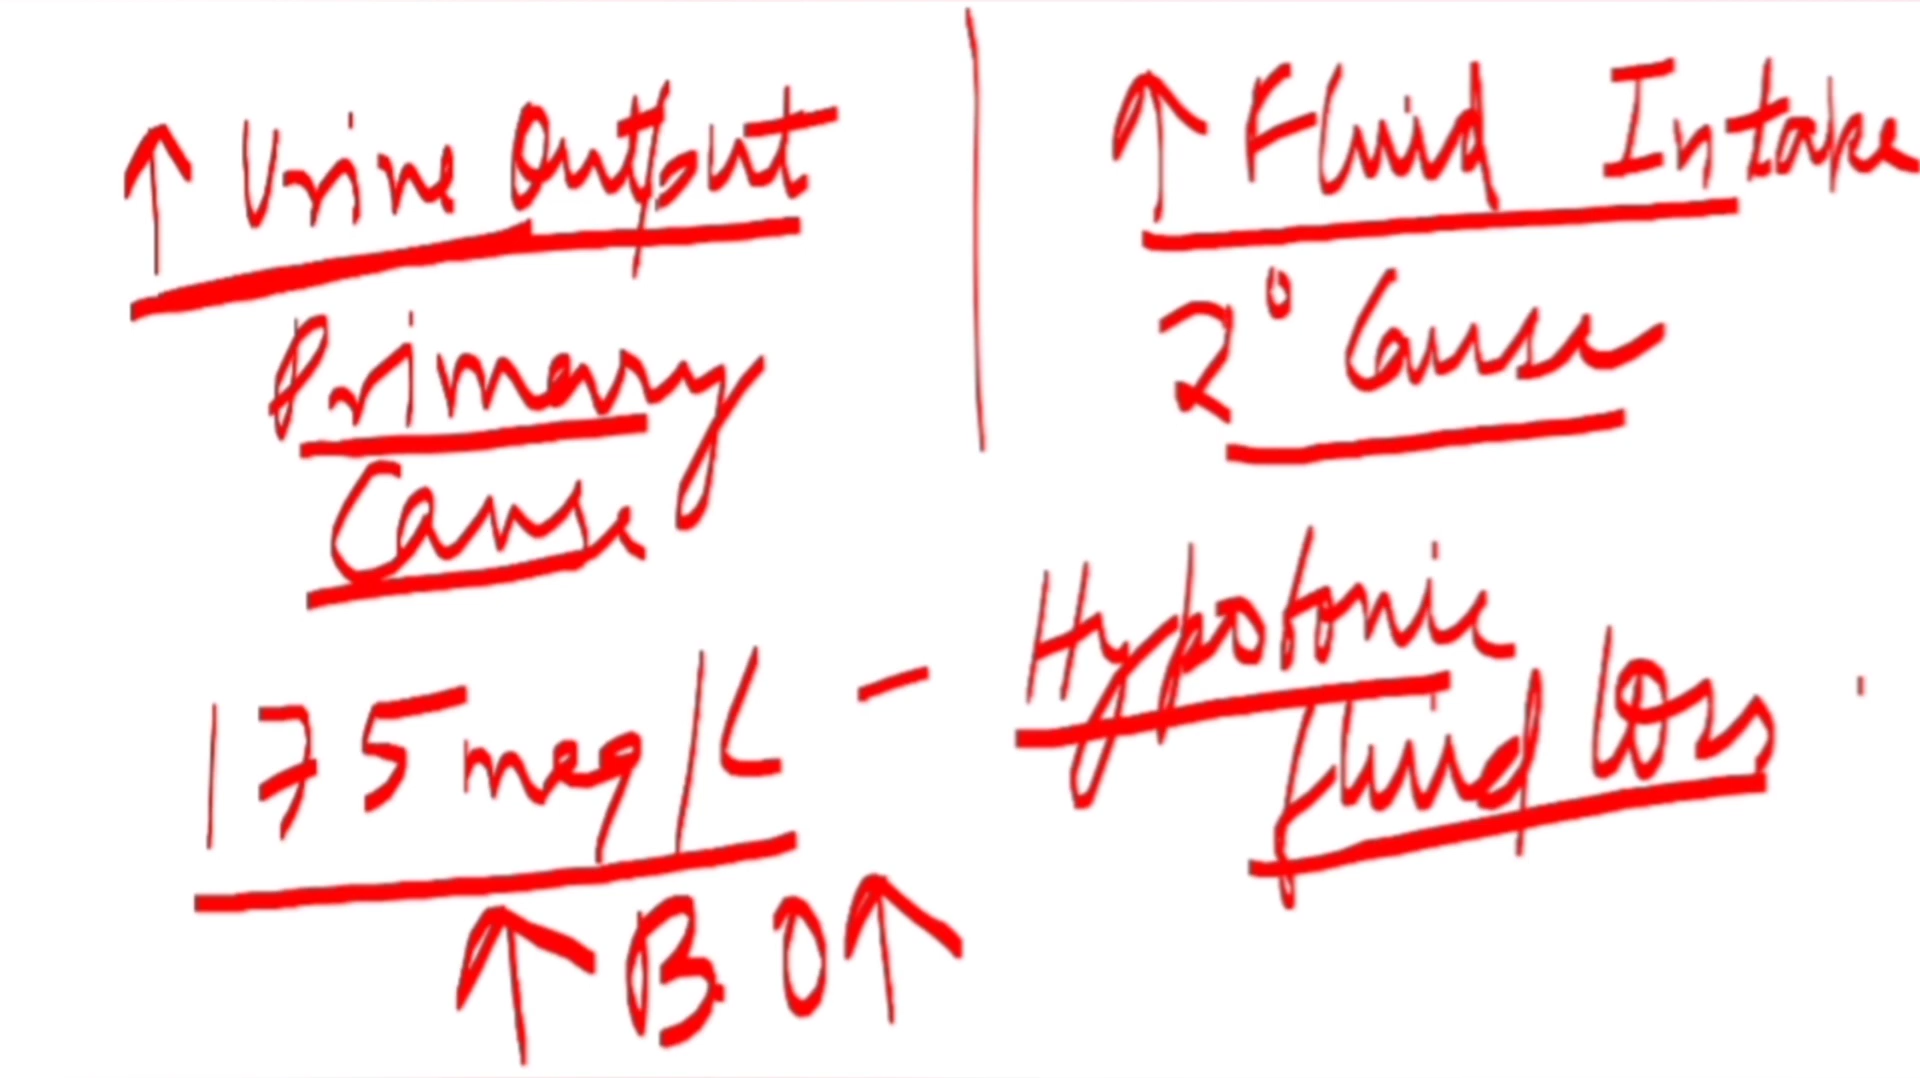 ↑ Urine Output
Primary
Cause
↑ Fluid Intake
2° Cause
175 meq/L - Hypotonic
fluid loss
↑ B O ↑